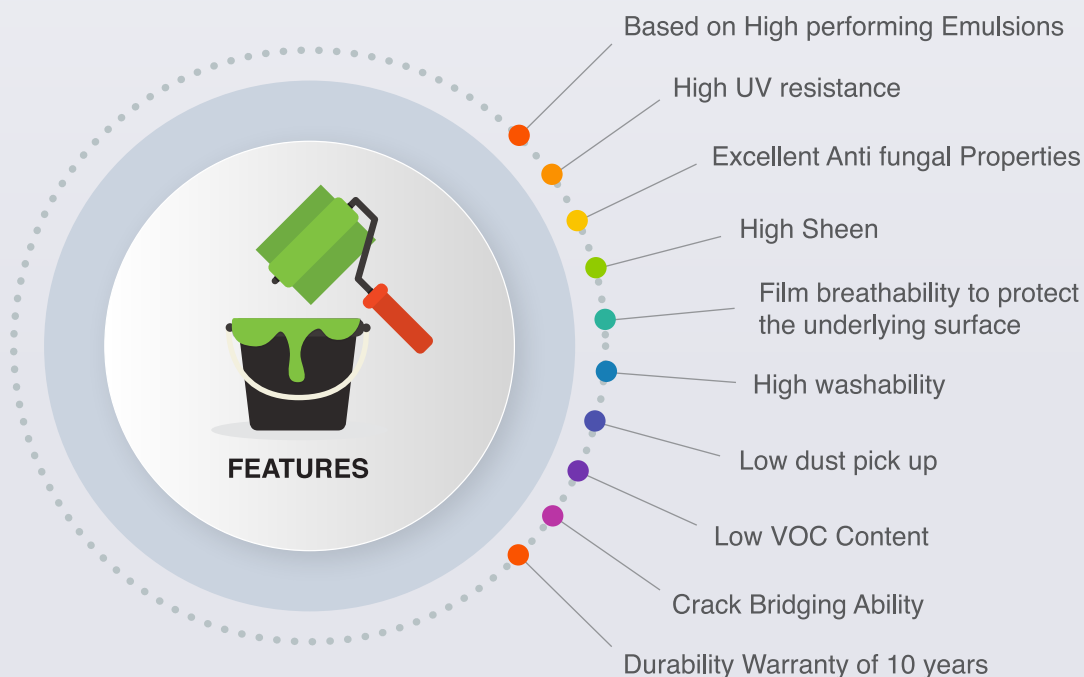 Based on High performing Emulsions
High UV resistance
Excellent Anti fungal Properties
High Sheen
Film breathability to protect
the underlying surface
High washability
Low dust pick up
Low VOC Content
Crack Bridging Ability
Durability Warranty of 10 years
FEATURES